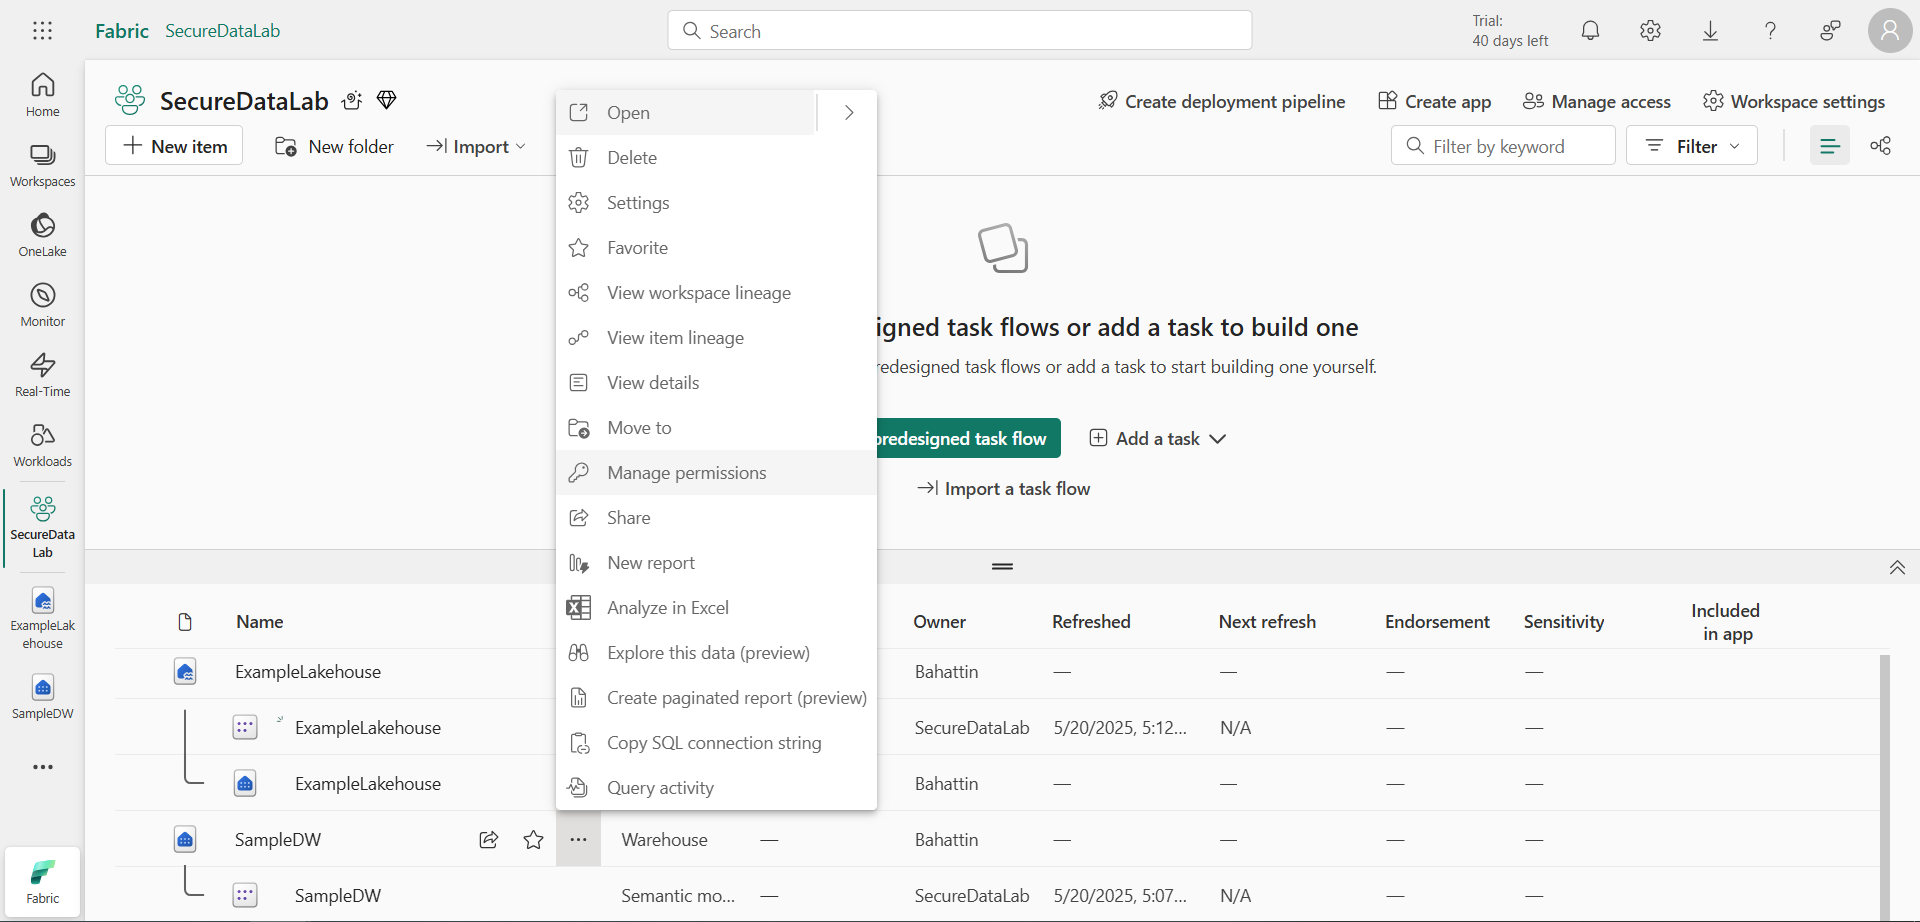 Fabric SecureDataLab
Search
Trial:
40 days left
Home
Workspaces
OneLake
Monitor
Real-Time
Workloads
SecureData
Lab
ExampleLak
ehouse
SampleDW
Fabric
SecureDataLab
Create deployment pipeline
Create app
Manage access
Workspace settings
New item
New folder
Import
Filter by keyword
Filter
Open
Delete
Settings
Favorite
View workspace lineage
View item lineage
View details
Move to
Manage permissions
Share
New report
Analyze in Excel
Explore this data (preview)
Create paginated report (preview)
Copy SQL connection string
Query activity
igned task flows or add a task to build one
redesigned task flows or add a task to start building one yourself.
predesigned task flow
Add a task
Import a task flow
Name Owner Refreshed Next refresh Endorsement Sensitivity Included
in app
ExampleLakehouse Bahattin — — — —
ExampleLakehouse SecureDataLab 5/20/2025, 5:12... N/A — —
ExampleLakehouse Bahattin — — — —
SampleDW ... Warehouse — Bahattin — — — —
SampleDW Semantic mo... — SecureDataLab 5/20/2025, 5:07... N/A — —